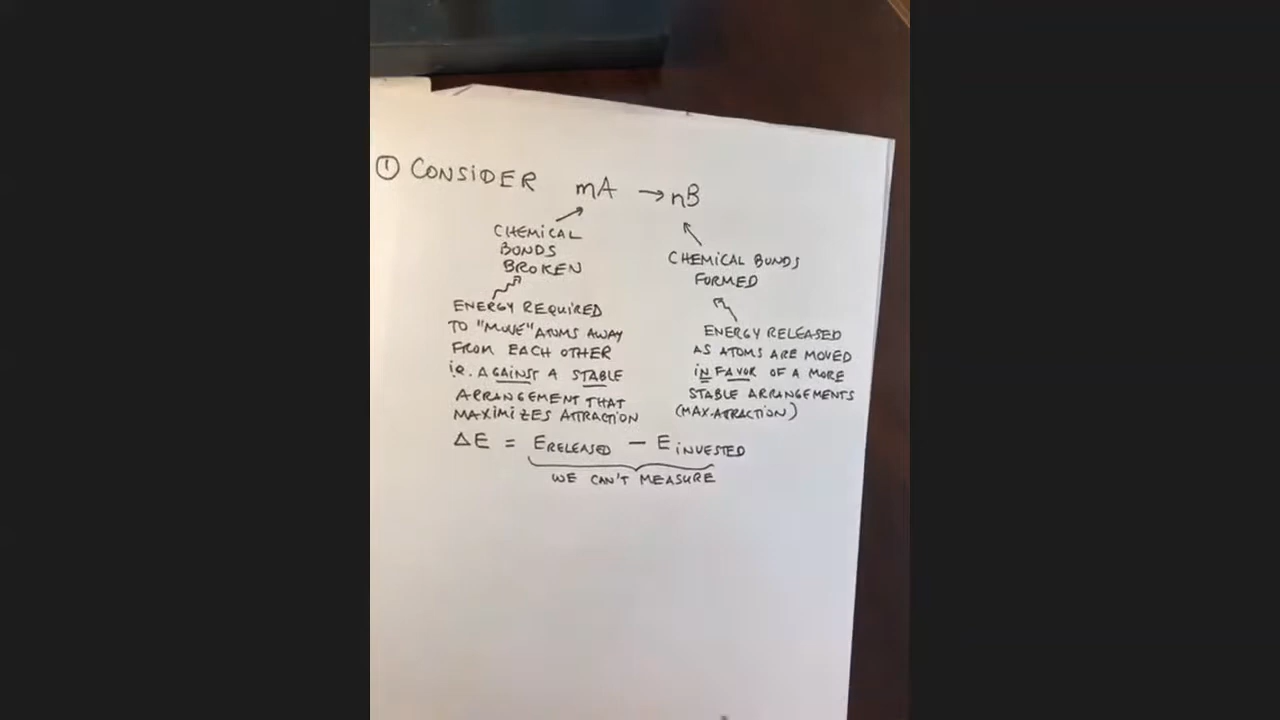 ① CONSIDER mA → nB
CHEMICAL
BONDS
BROKEN
ENERGY REQUIRED
TO "MOVE" ATOMS AWAY
FROM EACH OTHER
i.e. AGAINST A STABLE
ARRANGEMENT THAT
MAXIMIZES ATTRACTION
CHEMICAL BONDS
FORMED
ENERGY RELEASED
AS ATOMS ARE MOVED
IN FAVOR OF A MORE
STABLE ARRANGEMENTS
(MAX. ATTRACTION)
ΔE = E RELEASED − E INVESTED
WE CAN'T MEASURE